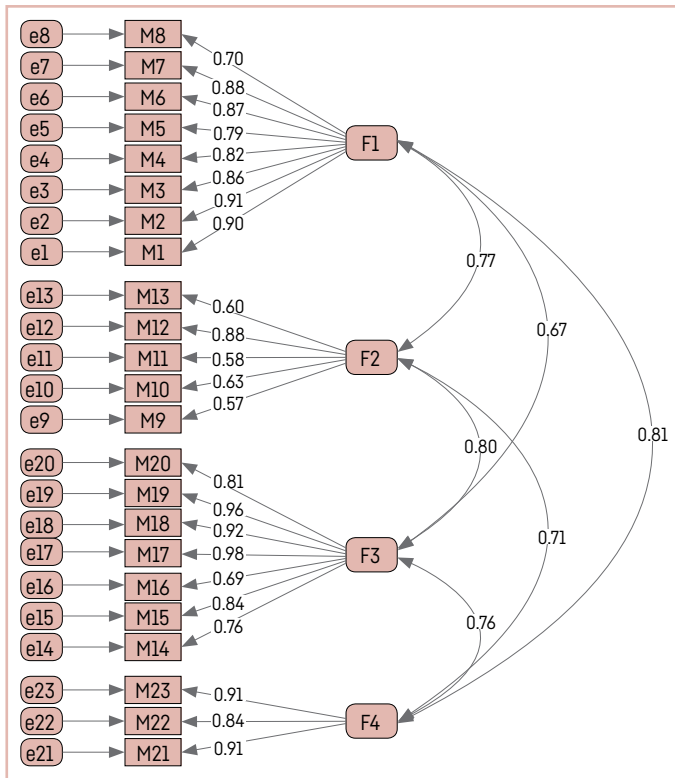 e8 M8
0.70
e7 M7
0.88
e6 M6
0.87
e5 M5
0.79
F1
e4 M4
0.82
e3 M3
0.86
e2 M2
0.91
e1 M1
0.90
0.77
e13 M13
0.60
e12 M12
0.88
0.67
e11 M11
0.58
F2
e10 M10
0.63
e9 M9
0.57
0.81
0.80
e20 M20
0.81
e19 M19
0.96
e18 M18
0.92
0.71
e17 M17
0.98
F3
e16 M16
0.69
e15 M15
0.84
0.76
e14 M14
0.76
e23 M23
0.91
e22 M22
0.84
F4
e21 M21
0.91